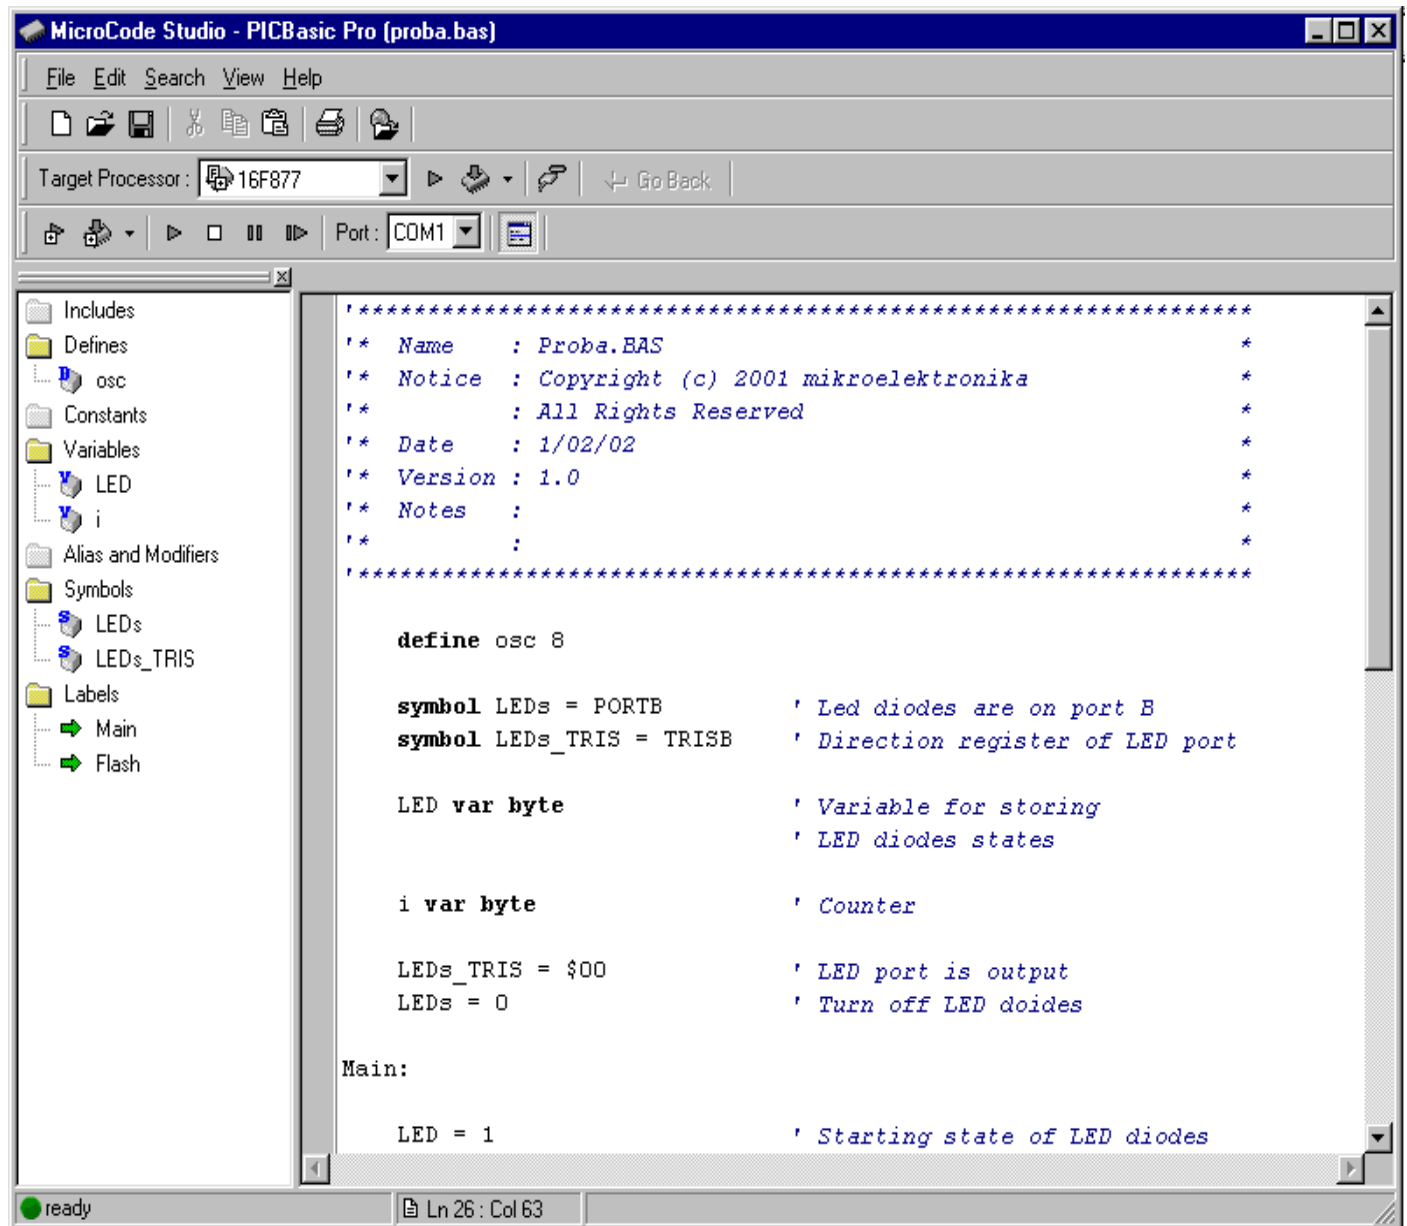 MicroCode Studio - PICBasic Pro (proba.bas)
File Edit Search View Help
Target Processor : 16F877 Go Back
Port : COM1
Includes
Defines
osc
Constants
Variables
LED
i
Alias and Modifiers
Symbols
LEDs
LEDs_TRIS
Labels
Main
Flash
'****************************************************************
'* Name : Proba.BAS *
'* Notice : Copyright (c) 2001 mikroelektronika *
'* : All Rights Reserved *
'* Date : 1/02/02 *
'* Version : 1.0 *
'* Notes : *
'* : *
'****************************************************************
define osc 8
symbol LEDs = PORTB ' Led diodes are on port B
symbol LEDs_TRIS = TRISB ' Direction register of LED port
LED var byte ' Variable for storing
' LED diodes states
i var byte ' Counter
LEDs_TRIS = $00 ' LED port is output
LEDs = 0 ' Turn off LED doides
Main:
LED = 1 ' Starting state of LED diodes
ready Ln 26 : Col 63